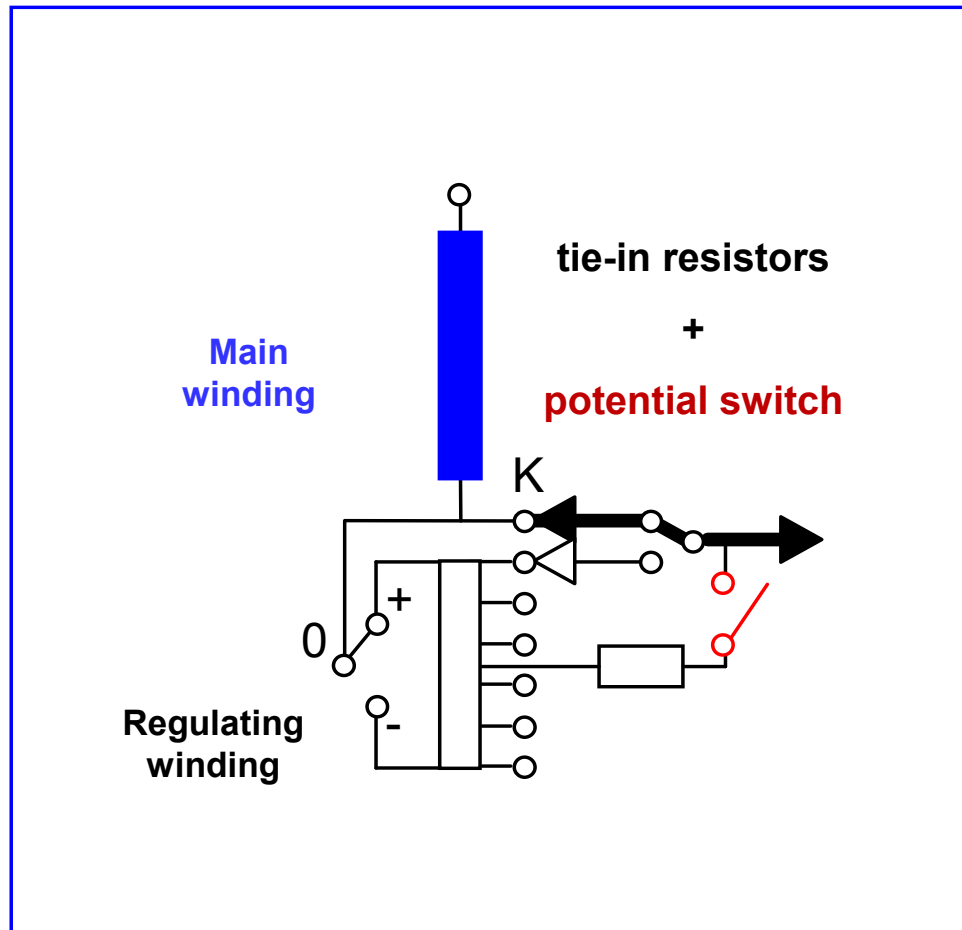 tie-in resistors
+
potential switch
Main
winding
K
+
0
-
Regulating
winding